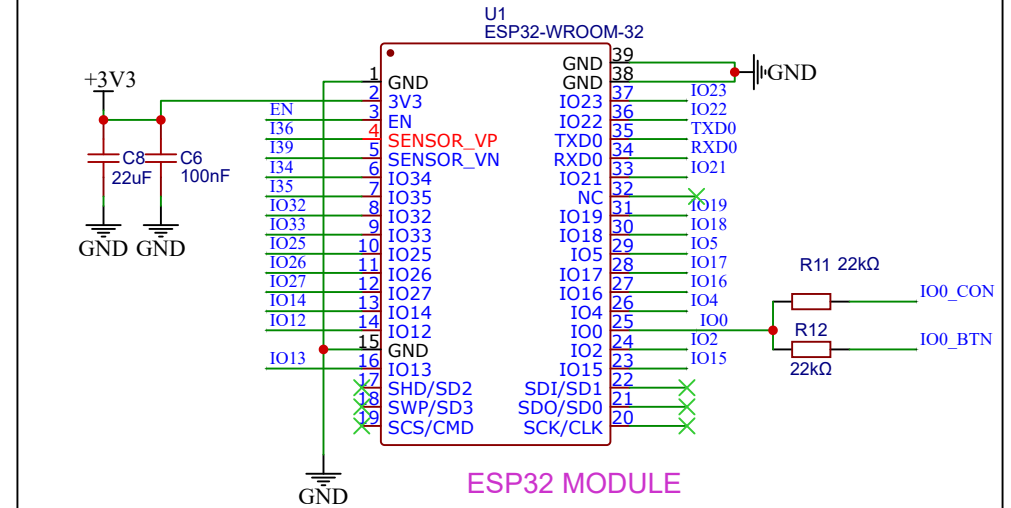 U1
ESP32-WROOM-32
+3V3
C8
22uF
C6
100nF
GND
GND
EN
I36
I39
I34
I35
IO32
IO33
IO25
IO26
IO27
IO14
IO12
IO13
1 GND
2 3V3
3 EN
4 SENSOR_VP
5 SENSOR_VN
6 IO34
7 IO35
8 IO32
9 IO33
10 IO25
11 IO26
12 IO27
13 IO14
14 IO12
15 GND
16 IO13
17 SHD/SD2
18 SWP/SD3
19 SCS/CMD
GND
GND 39
GND 38
IO23 37
IO22 36
TXD0 35
RXD0 34
IO21 33
NC 32
IO19 31
IO18 30
IO5 29
IO17 28
IO16 27
IO4 26
IO0 25
IO2 24
IO15 23
SDI/SD1 22
SDO/SD0 21
SCK/CLK 20
GND
IO23
IO22
TXD0
RXD0
IO21
IO19
IO18
IO5
IO17
IO16
IO4
IO0
IO2
IO15
R11 22kΩ
IO0_CON
R12
22kΩ
IO0_BTN
ESP32 MODULE